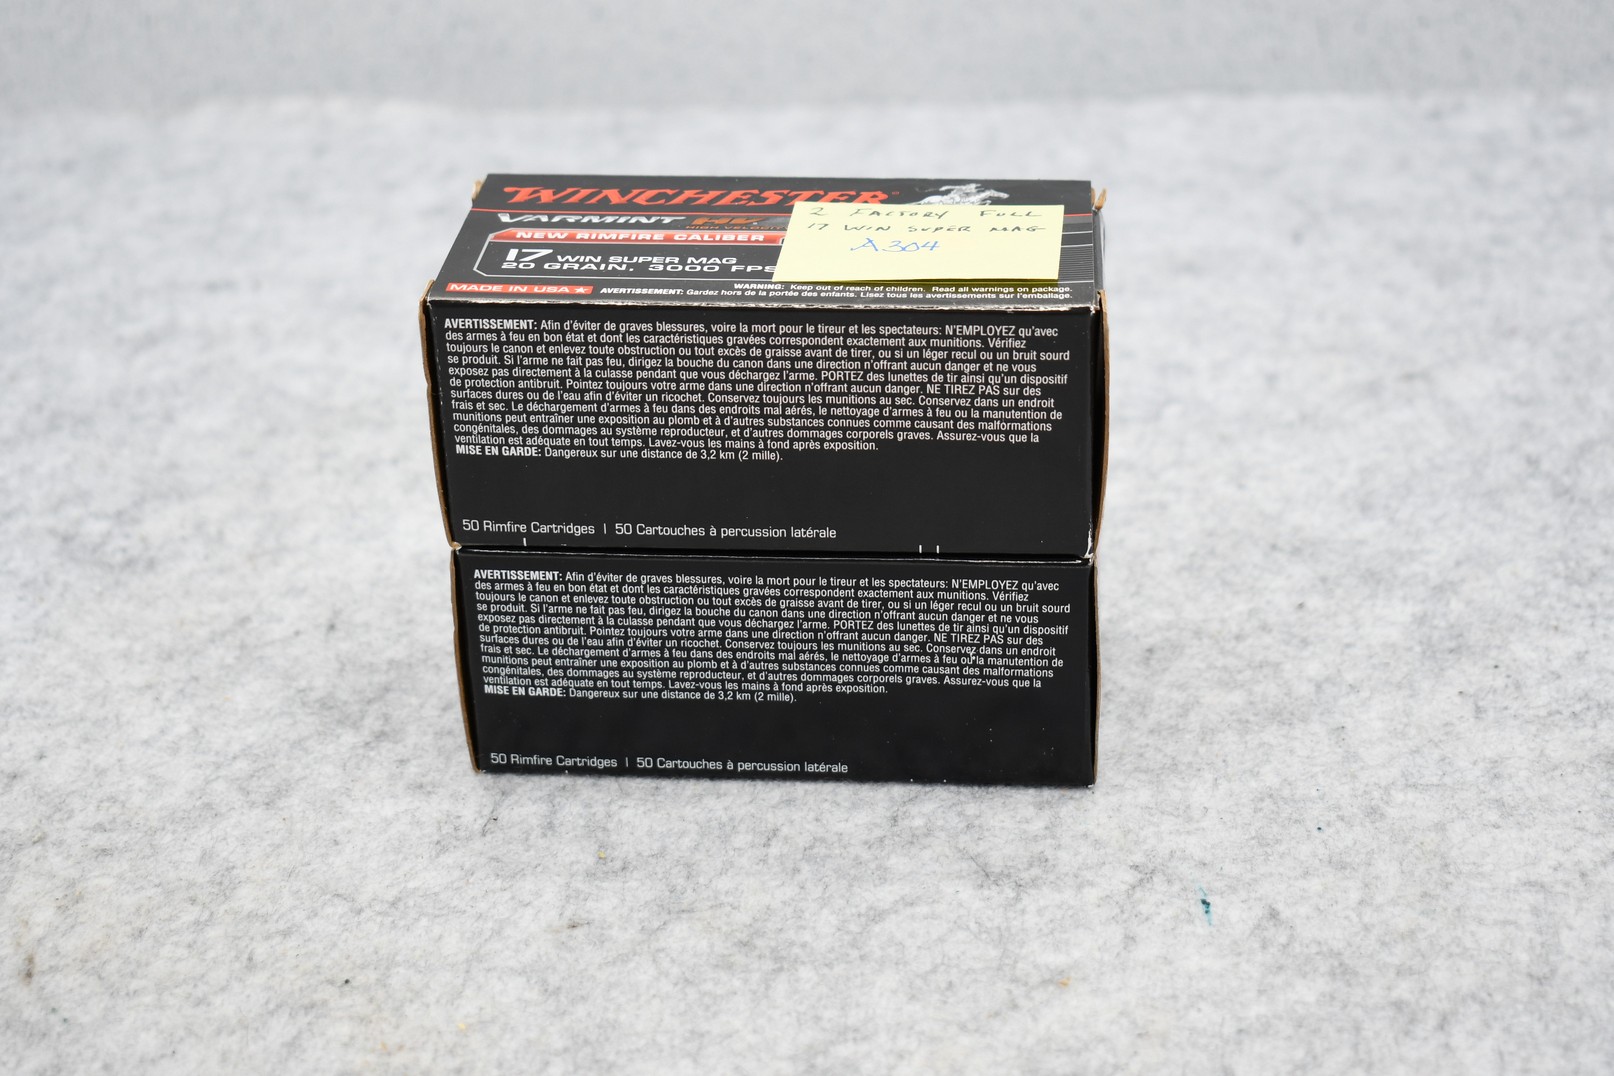 WINCHESTER®
VARMINT HV
HIGH VELOCITY
NEW RIMFIRE CALIBER
17 WIN SUPER MAG
20 GRAIN, 3000 FPS
2 FACTORY FULL
17 WIN SUPER MAG
A304
MADE IN USA ★
WARNING: Keep out of reach of children. Read all warnings on package.
AVERTISSEMENT: Gardez hors de la portée des enfants. Lisez tous les avertissements sur l'emballage.
AVERTISSEMENT: Afin d'éviter de graves blessures, voire la mort pour le tireur et les spectateurs: N'EMPLOYEZ qu'avec
des armes à feu en bon état et dont les caractéristiques gravées correspondent exactement aux munitions. Vérifiez
toujours le canon et enlevez toute obstruction ou tout excès de graisse avant de tirer, ou si un léger recul ou un bruit sourd
se produit. Si l'arme ne fait pas feu, dirigez la bouche du canon dans une direction n'offrant aucun danger et ne vous
exposez pas directement à la culasse pendant que vous déchargez l'arme. PORTEZ des lunettes de tir ainsi qu'un dispositif
de protection antibruit. Pointez toujours votre arme dans une direction n'offrant aucun danger. NE TIREZ PAS sur des
surfaces dures ou de l'eau afin d'éviter un ricochet. Conservez toujours les munitions au sec. Conservez dans un endroit
frais et sec. Le déchargement d'armes à feu dans des endroits mal aérés, le nettoyage d'armes à feu ou la manutention de
munitions peut entraîner une exposition au plomb et à d'autres substances connues comme causant des malformations
congénitales, des dommages au système reproducteur, et d'autres dommages corporels graves. Assurez-vous que la
ventilation est adéquate en tout temps. Lavez-vous les mains à fond après exposition.
MISE EN GARDE: Dangereux sur une distance de 3,2 km (2 mille).
50 Rimfire Cartridges | 50 Cartouches à percussion latérale
AVERTISSEMENT: Afin d'éviter de graves blessures, voire la mort pour le tireur et les spectateurs: N'EMPLOYEZ qu'avec
des armes à feu en bon état et dont les caractéristiques gravées correspondent exactement aux munitions. Vérifiez
toujours le canon et enlevez toute obstruction ou tout excès de graisse avant de tirer, ou si un léger recul ou un bruit sourd
se produit. Si l'arme ne fait pas feu, dirigez la bouche du canon dans une direction n'offrant aucun danger et ne vous
exposez pas directement à la culasse pendant que vous déchargez l'arme. PORTEZ des lunettes de tir ainsi qu'un dispositif
de protection antibruit. Pointez toujours votre arme dans une direction n'offrant aucun danger. NE TIREZ PAS sur des
surfaces dures ou de l'eau afin d'éviter un ricochet. Conservez toujours les munitions au sec. Conservez dans un endroit
frais et sec. Le déchargement d'armes à feu dans des endroits mal aérés, le nettoyage d'armes à feu ou la manutention de
munitions peut entraîner une exposition au plomb et à d'autres substances connues comme causant des malformations
congénitales, des dommages au système reproducteur, et d'autres dommages corporels graves. Assurez-vous que la
ventilation est adéquate en tout temps. Lavez-vous les mains à fond après exposition.
MISE EN GARDE: Dangereux sur une distance de 3,2 km (2 mille).
50 Rimfire Cartridges | 50 Cartouches à percussion latérale